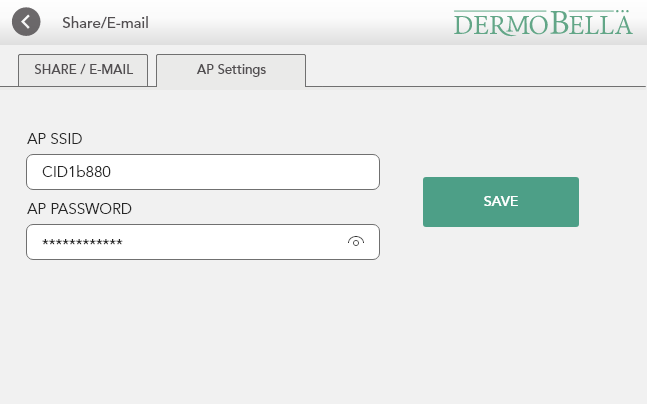 Share/E-mail
DERMOBELLA
SHARE / E-MAIL
AP Settings
AP SSID
CID1b880
SAVE
AP PASSWORD
************